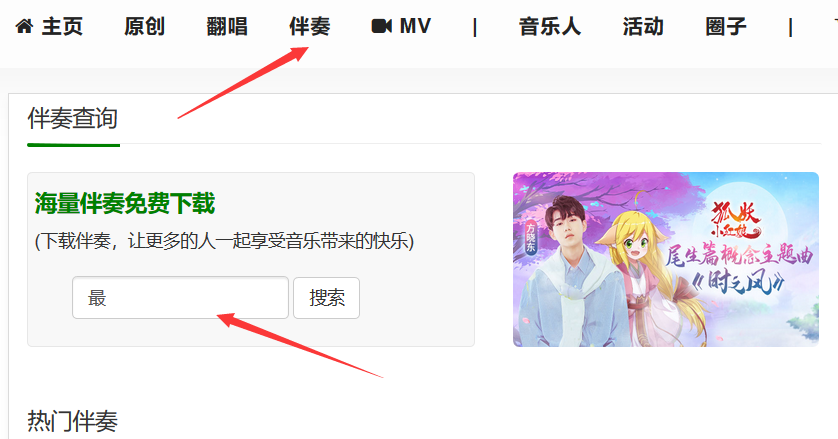 主页 原创 翻唱 伴奏 MV | 音乐人 活动 圈子 |
伴奏查询
海量伴奏免费下载
(下载伴奏，让更多的人一起享受音乐带来的快乐)
最 搜索
方晓东
狐妖
小红娘
尾生篇概念主题曲
《时之风》
热门伴奏